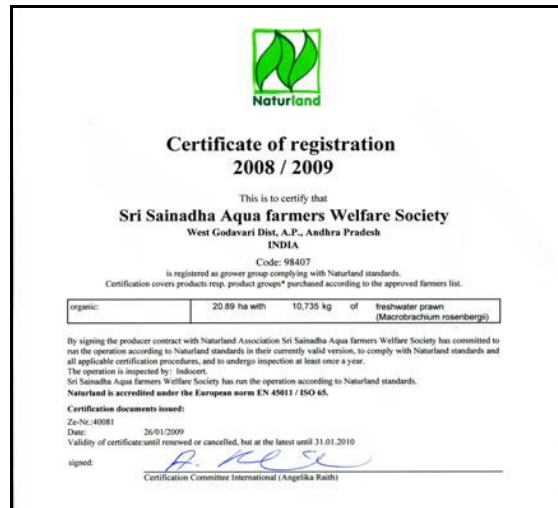 Naturland
Certificate of registration
2008 / 2009
This is to certify that
Sri Sainadha Aqua farmers Welfare Society
West Godavari Dist, A.P., Andhra Pradesh
INDIA
Code: 98407
is registered as grower group complying with Naturland standards.
Certification covers products resp. product groups* purchased according to the approved farmers list.
organic: 20.89 ha with 10,735 kg of freshwater prawn
(Macrobrachium rosenbergii)
By signing the producer contract with Naturland Association Sri Sainadha Aqua farmers Welfare Society has committed to
run the operation according to Naturland standards in their currently valid version, to comply with Naturland standards and
all applicable certification procedures, and to undergo inspection at least once a year.
The operation is inspected by: Indocert.
Sri Sainadha Aqua farmers Welfare Society has run the operation according to Naturland standards.
Naturland is accredited under the European norm EN 45011 / ISO 65.
Certification documents issued:
Ze-Nr.:40081
Date: 26/01/2009
Validity of certificate:until renewed or cancelled, but at the latest until 31.01.2010
signed:
Certification Committee International (Angelika Raith)